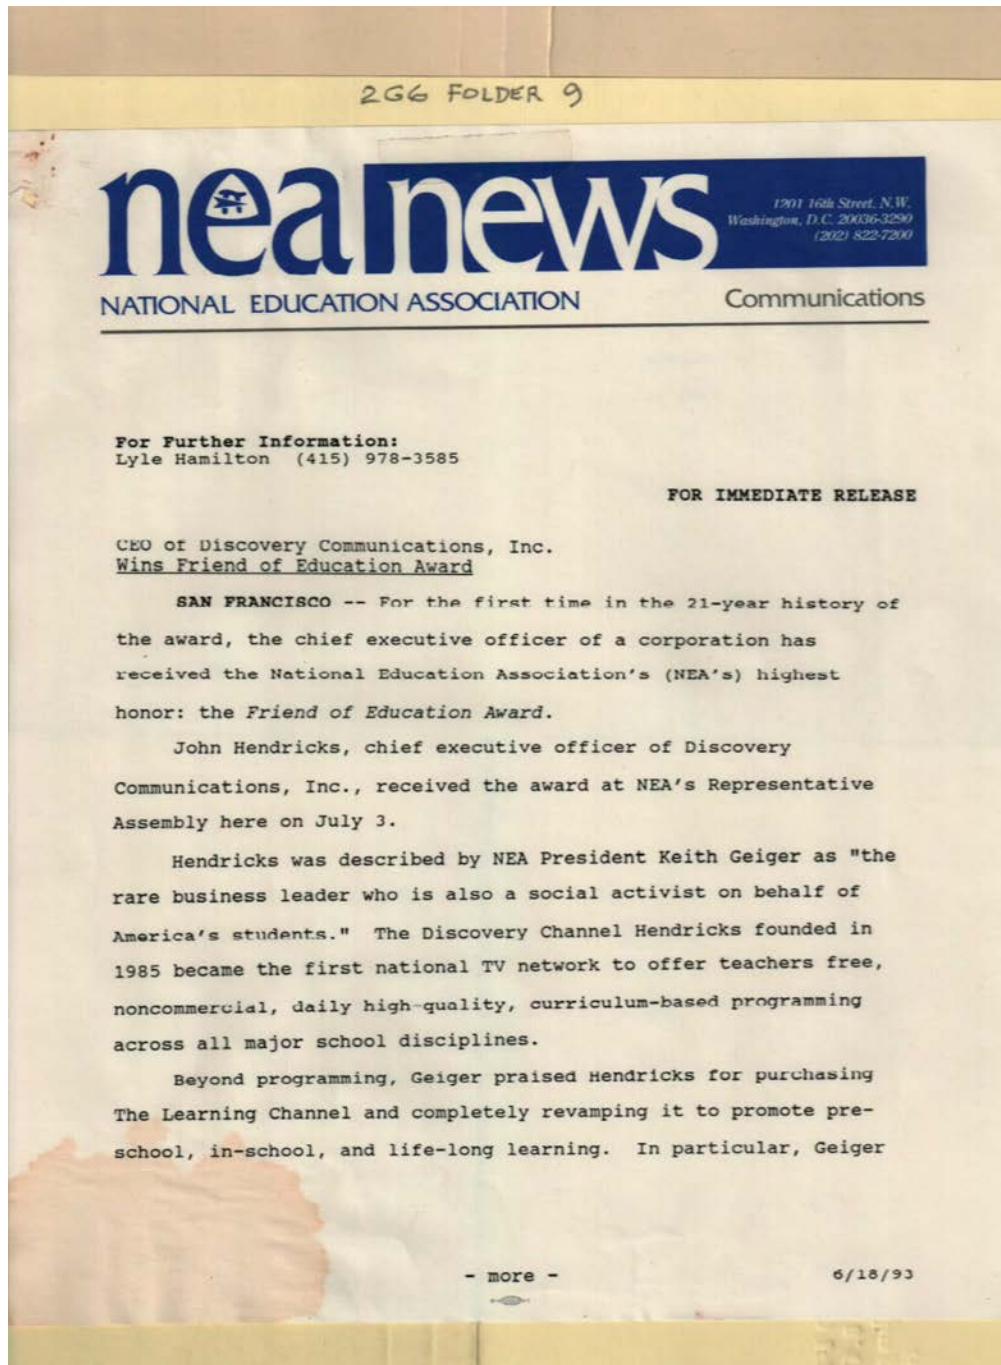 2G6 FOLDER 9
nea news
1201 16th Street, N.W.
Washington, D.C. 20036-3290
(202) 822-7200
NATIONAL EDUCATION ASSOCIATION Communications
For Further Information:
Lyle Hamilton (415) 978-3585
FOR IMMEDIATE RELEASE
CEO of Discovery Communications, Inc.
Wins Friend of Education Award
SAN FRANCISCO -- For the first time in the 21-year history of
the award, the chief executive officer of a corporation has
received the National Education Association's (NEA's) highest
honor: the Friend of Education Award.
John Hendricks, chief executive officer of Discovery
Communications, Inc., received the award at NEA's Representative
Assembly here on July 3.
Hendricks was described by NEA President Keith Geiger as "the
rare business leader who is also a social activist on behalf of
America's students." The Discovery Channel Hendricks founded in
1985 became the first national TV network to offer teachers free,
noncommercial, daily high-quality, curriculum-based programming
across all major school disciplines.
Beyond programming, Geiger praised Hendricks for purchasing
The Learning Channel and completely revamping it to promote pre-
school, in-school, and life-long learning. In particular, Geiger
- more - 6/18/93